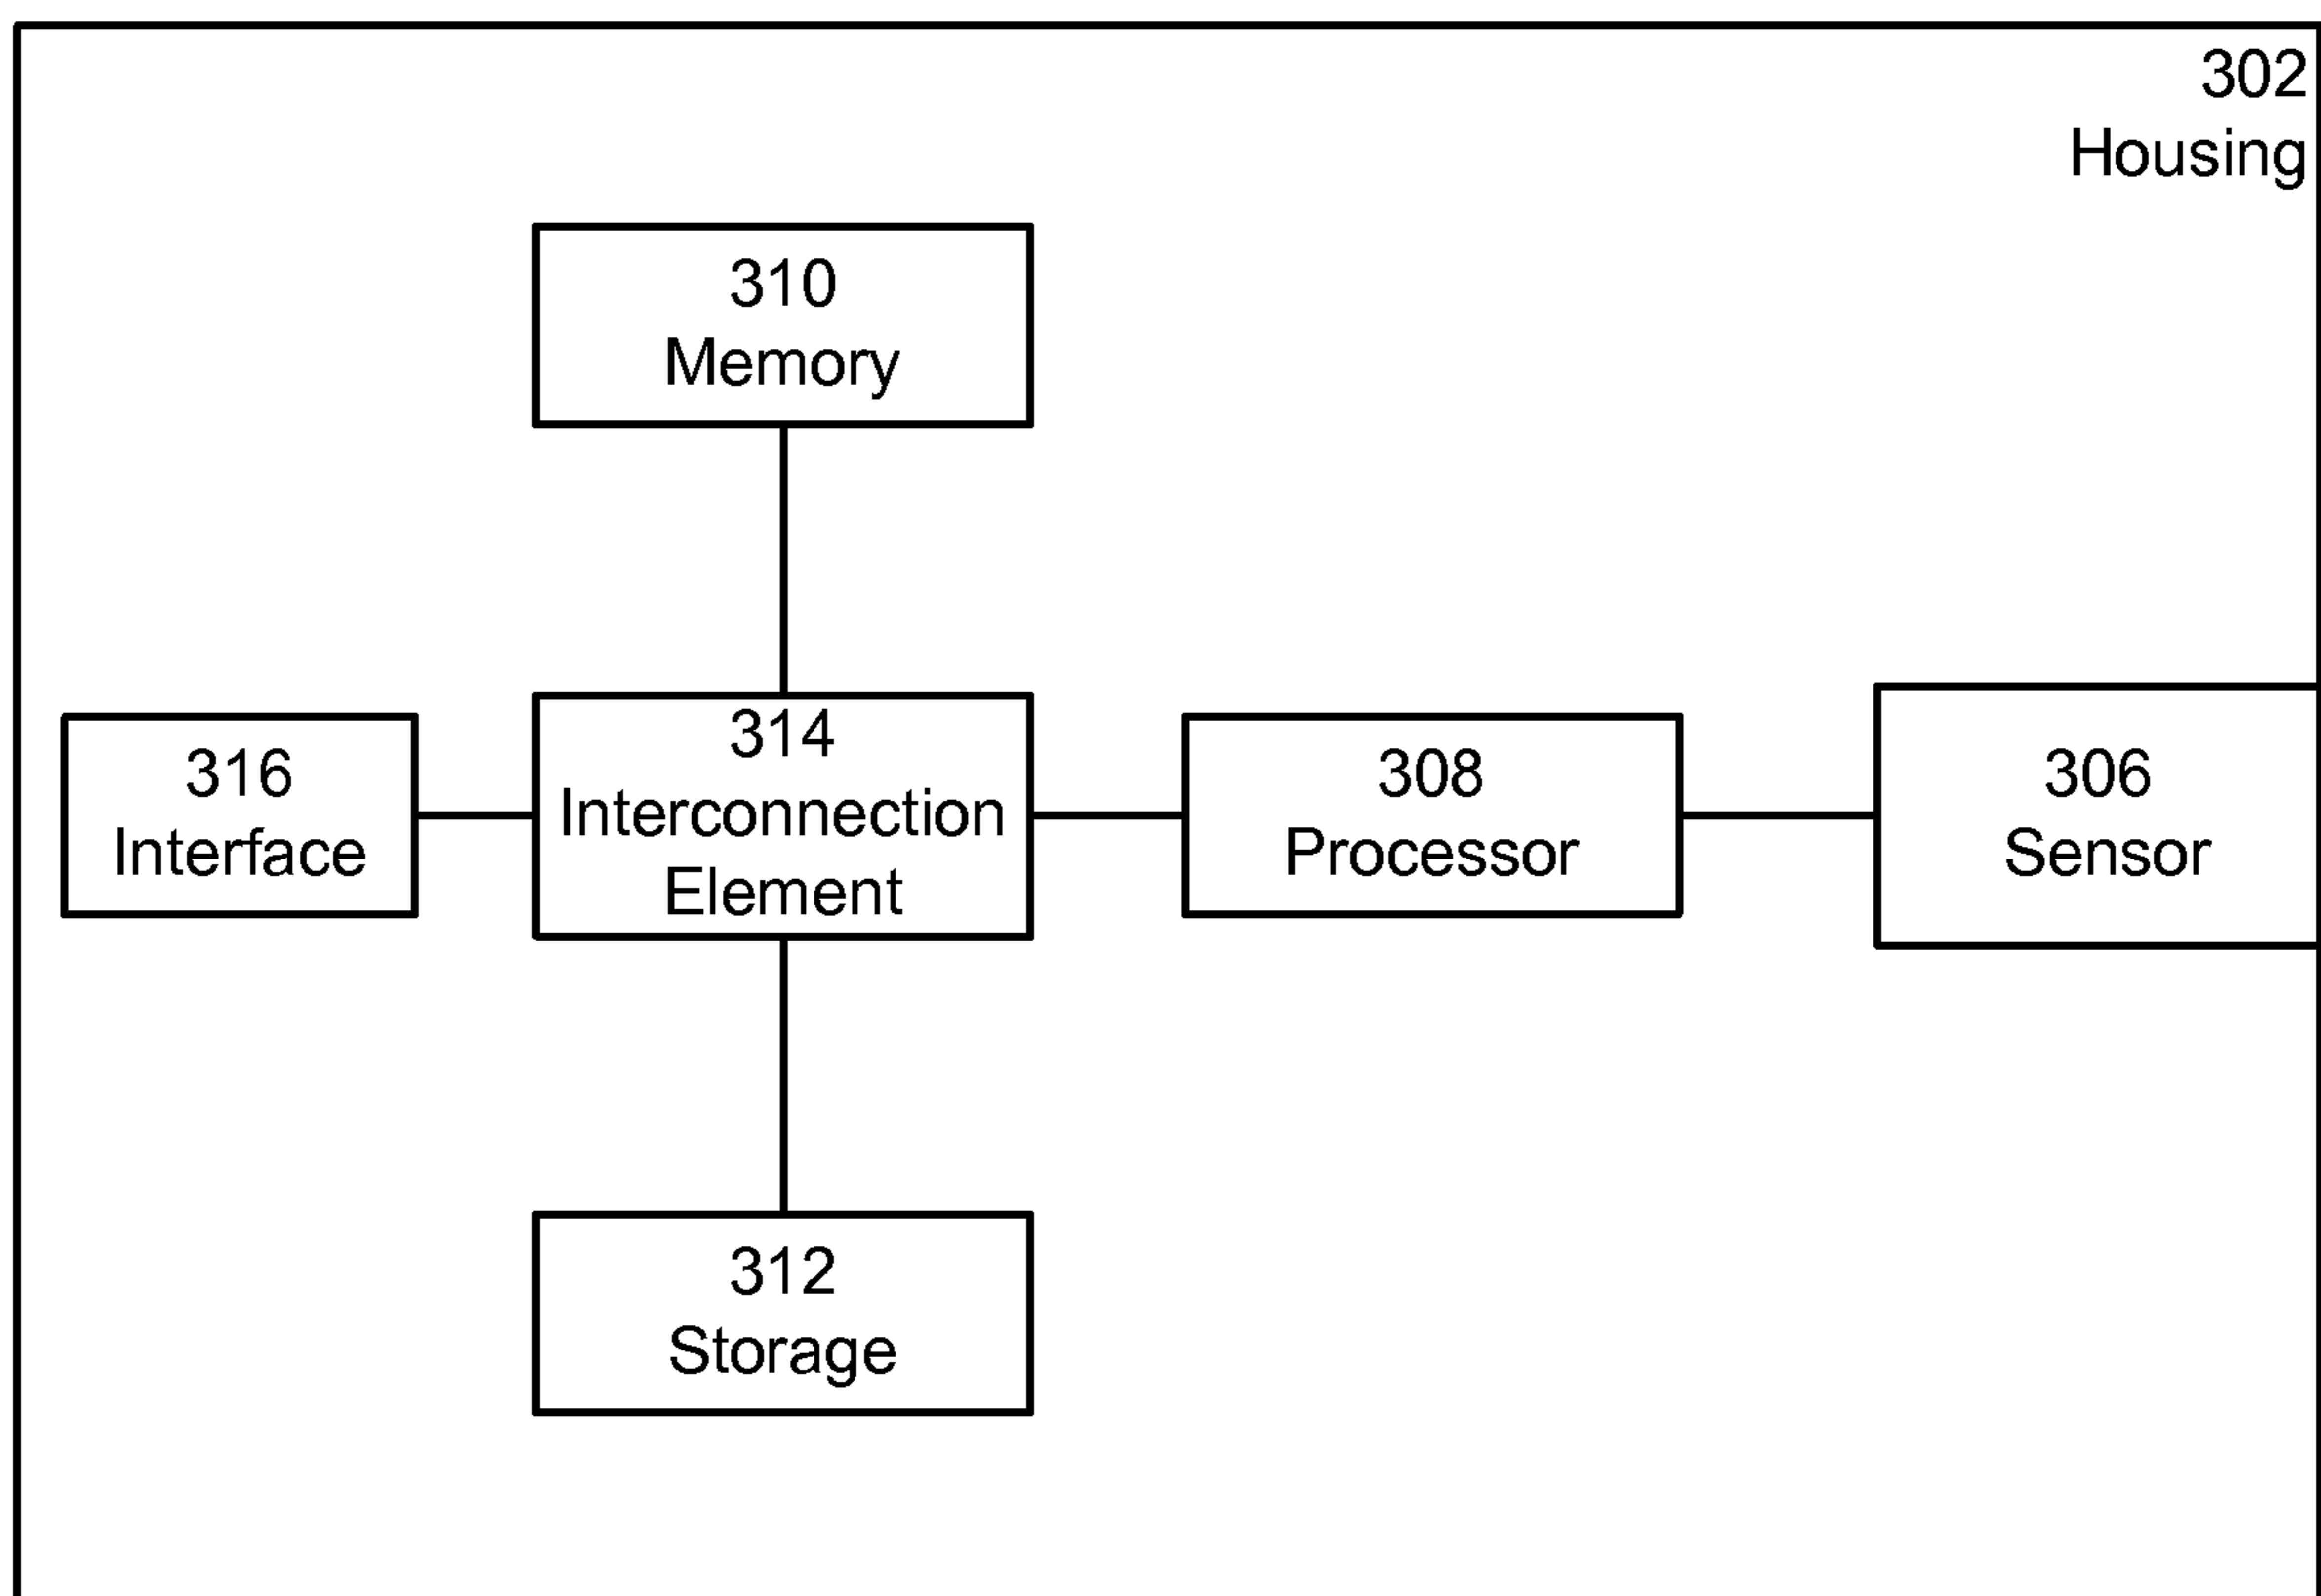 302
Housing
310
Memory
316
Interface
314
Interconnection
Element
308
Processor
306
Sensor
312
Storage